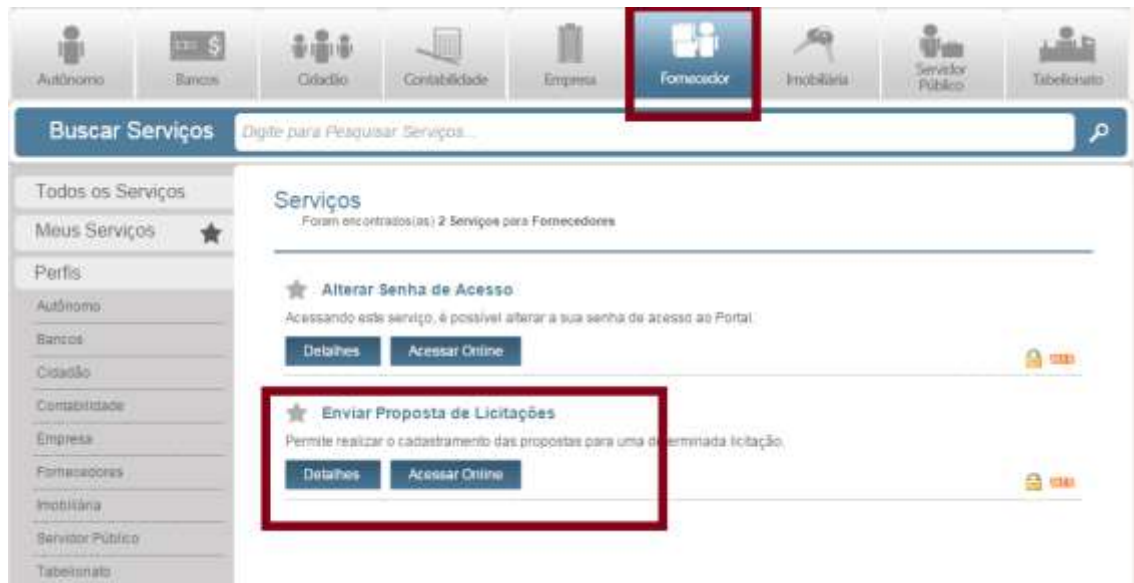 Autônomo
Bancos
Cidadão
Contabilidade
Empresa
Fornecedor
Imobiliária
Servidor
Público
Tabelionato
Buscar Serviços
Digite para Pesquisar Serviços...
Todos os Serviços
Meus Serviços
Perfis
Autônomo
Bancos
Cidadão
Contabilidade
Empresa
Fornecedores
Imobiliária
Servidor Público
Tabelionato
Serviços
Foram encontrados(as) 2 Serviços para Fornecedores
Alterar Senha de Acesso
Acessando este serviço, é possível alterar a sua senha de acesso ao Portal.
Detalhes
Acessar Online
Enviar Proposta de Licitações
Permite realizar o cadastramento das propostas para uma determinada licitação.
Detalhes
Acessar Online